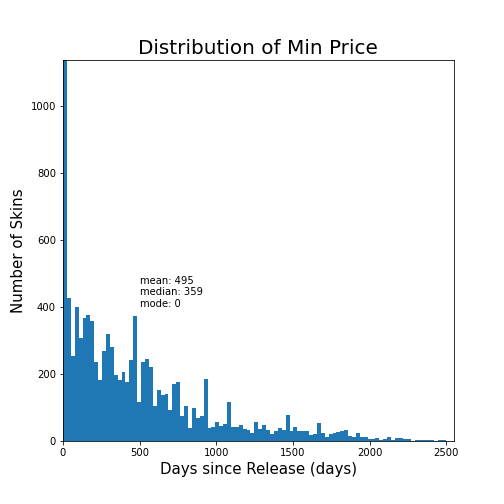 Distribution of Min Price
1000
800
600
400
200
0
Number of Skins
mean: 495
median: 359
mode: 0
0 500 1000 1500 2000 2500
Days since Release (days)